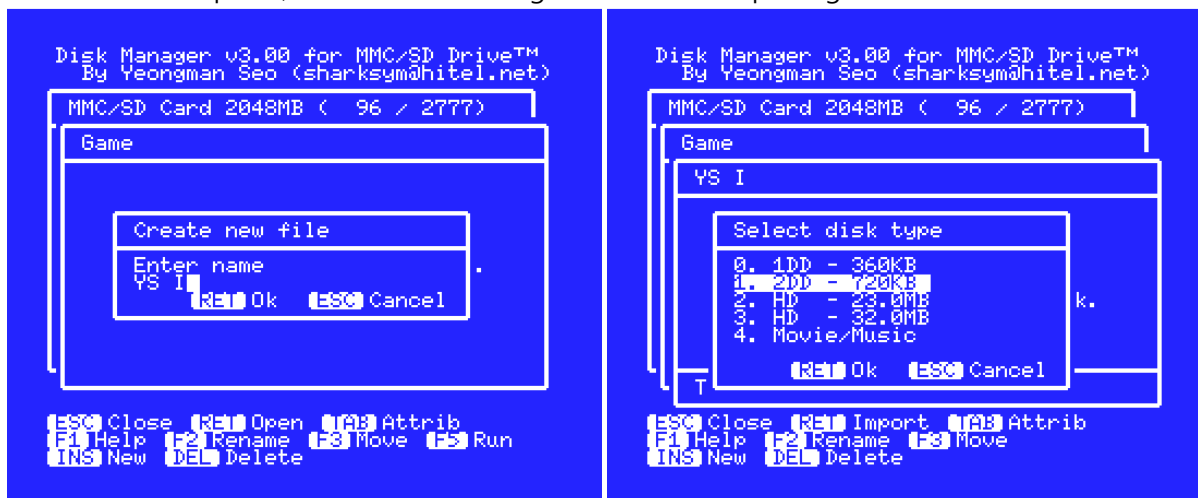 Disk Manager v3.00 for MMC/SD Drive™
By Yeongman Seo (sharksym@hitel.net)
MMC/SD Card 2048MB (  96 / 2777)
Game
Create new file
Enter name
.
YS I
RET Ok ESC Cancel
ESC Close RET Open TAB Attrib
F1 Help F2 Rename F3 Move F5 Run
INS New DEL Delete
Disk Manager v3.00 for MMC/SD Drive™
By Yeongman Seo (sharksym@hitel.net)
MMC/SD Card 2048MB (  96 / 2777)
Game
YS I
Select disk type
0. 1DD - 360KB
1. 2DD - 720KB
2. HD  - 23.0MB
k.
3. HD  - 32.0MB
4. Movie/Music
RET Ok ESC Cancel
T
ESC Close RET Import TAB Attrib
F1 Help F2 Rename F3 Move
INS New DEL Delete